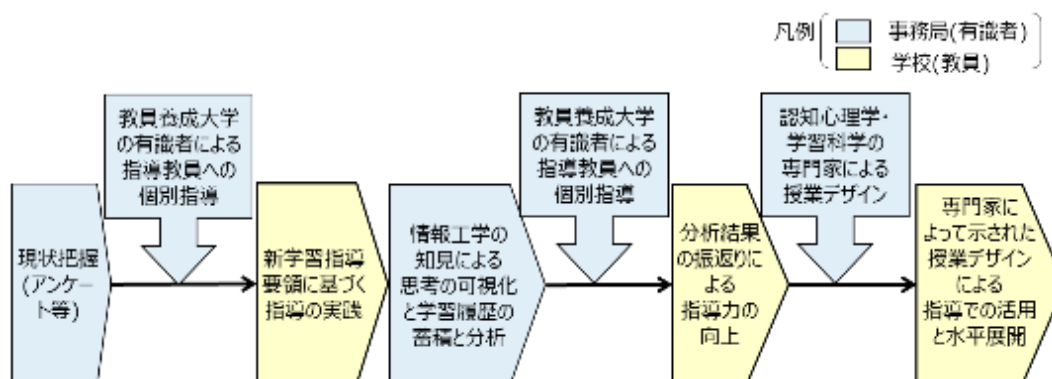 凡例
事務局(有識者)
学校(教員)
教員養成大学
の有識者による
指導教員への
個別指導
教員養成大学
の有識者による
指導教員への
個別指導
認知心理学・
学習科学の
専門家による
授業デザイン
現状把握
(アンケー
ト等)
新学習指導
要領に基づく
指導の実践
情報工学の
知見による
思考の可視化
と学習履歴の
蓄積と分析
分析結果
の振返りに
よる
指導力の
向上
専門家に
よって示された
授業デザイン
による
指導での活用
と水平展開